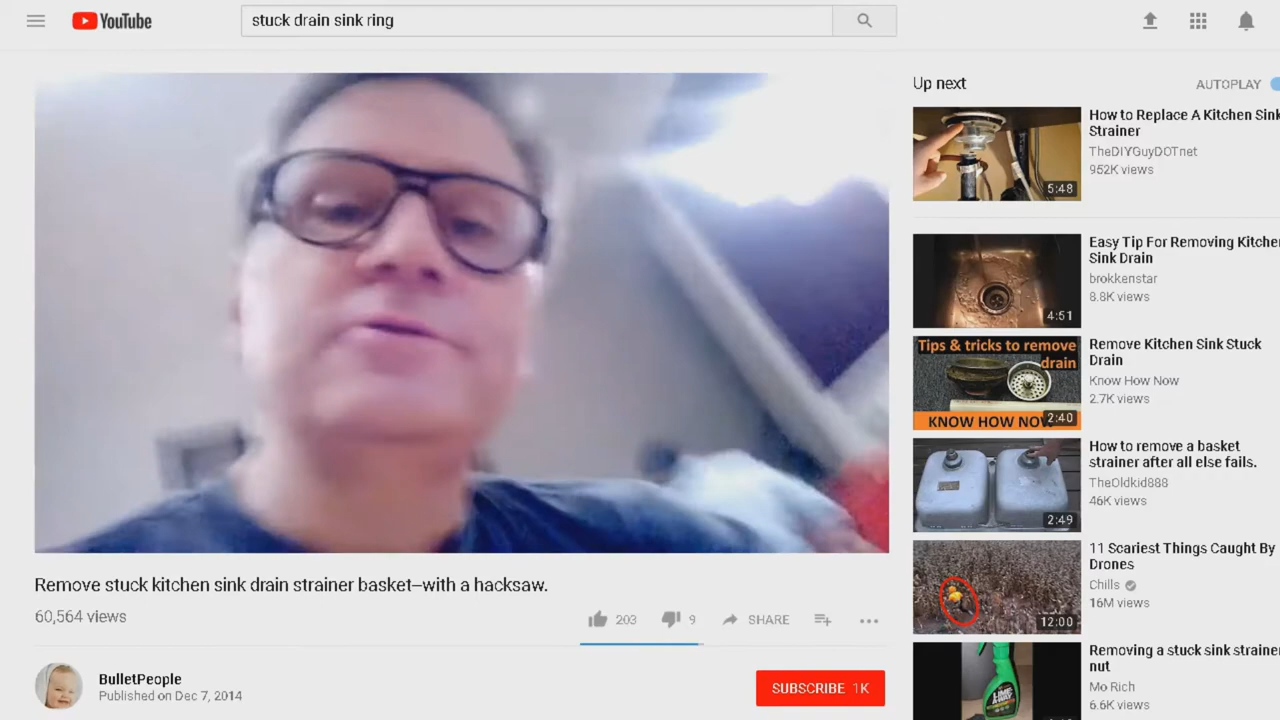 YouTube
stuck drain sink ring
Up next
AUTOPLAY
How to Replace A Kitchen Sink
Strainer
TheDIYGuyDOTnet
952K views
5:48
Easy Tip For Removing Kitchen
Sink Drain
brokkenstar
8.8K views
4:51
Tips & tricks to remove
drain
KNOW HOW NOW
2:40
Remove Kitchen Sink Stuck
Drain
Know How Now
2.7K views
How to remove a basket
strainer after all else fails.
TheOldkid888
46K views
2:49
11 Scariest Things Caught By
Drones
Chills
16M views
12:00
Removing a stuck sink strainer
nut
Mo Rich
6.6K views
LIME-A-WAY
Remove stuck kitchen sink drain strainer basket–with a hacksaw.
60,564 views
203
9
SHARE
BulletPeople
Published on Dec 7, 2014
SUBSCRIBE 1K